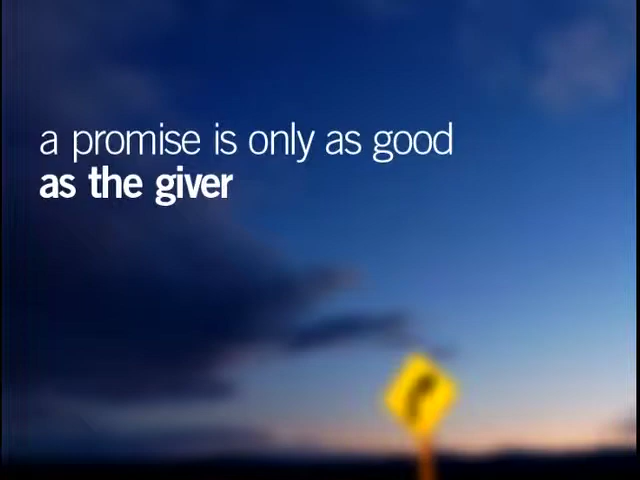 a promise is only as good
as the giver